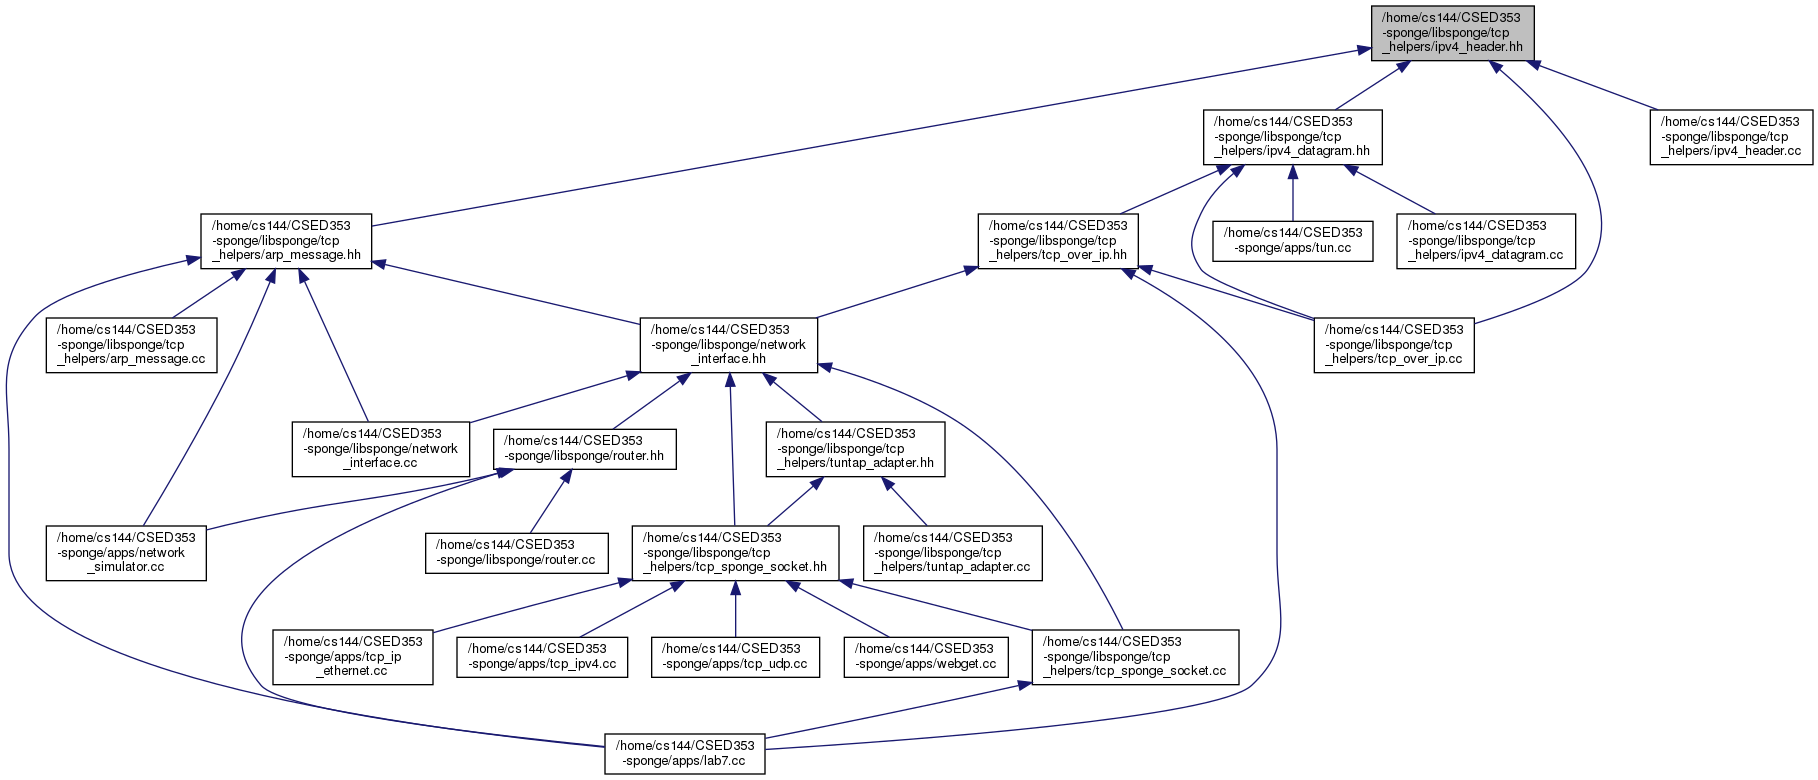 /home/cs144/CSED353
-sponge/libsponge/tcp
_helpers/ipv4_header.hh
/home/cs144/CSED353
-sponge/libsponge/tcp
_helpers/ipv4_datagram.hh
/home/cs144/CSED353
-sponge/libsponge/tcp
_helpers/ipv4_header.cc
/home/cs144/CSED353
-sponge/libsponge/tcp
_helpers/arp_message.hh
/home/cs144/CSED353
-sponge/libsponge/tcp
_helpers/tcp_over_ip.hh
/home/cs144/CSED353
-sponge/apps/tun.cc
/home/cs144/CSED353
-sponge/libsponge/tcp
_helpers/ipv4_datagram.cc
/home/cs144/CSED353
-sponge/libsponge/tcp
_helpers/arp_message.cc
/home/cs144/CSED353
-sponge/libsponge/network
_interface.hh
/home/cs144/CSED353
-sponge/libsponge/tcp
_helpers/tcp_over_ip.cc
/home/cs144/CSED353
-sponge/libsponge/network
_interface.cc
/home/cs144/CSED353
-sponge/libsponge/router.hh
/home/cs144/CSED353
-sponge/libsponge/tcp
_helpers/tuntap_adapter.hh
/home/cs144/CSED353
-sponge/apps/network
_simulator.cc
/home/cs144/CSED353
-sponge/libsponge/router.cc
/home/cs144/CSED353
-sponge/libsponge/tcp
_helpers/tcp_sponge_socket.hh
/home/cs144/CSED353
-sponge/libsponge/tcp
_helpers/tuntap_adapter.cc
/home/cs144/CSED353
-sponge/apps/tcp_ip
_ethernet.cc
/home/cs144/CSED353
-sponge/apps/tcp_ipv4.cc
/home/cs144/CSED353
-sponge/apps/tcp_udp.cc
/home/cs144/CSED353
-sponge/apps/webget.cc
/home/cs144/CSED353
-sponge/libsponge/tcp
_helpers/tcp_sponge_socket.cc
/home/cs144/CSED353
-sponge/apps/lab7.cc